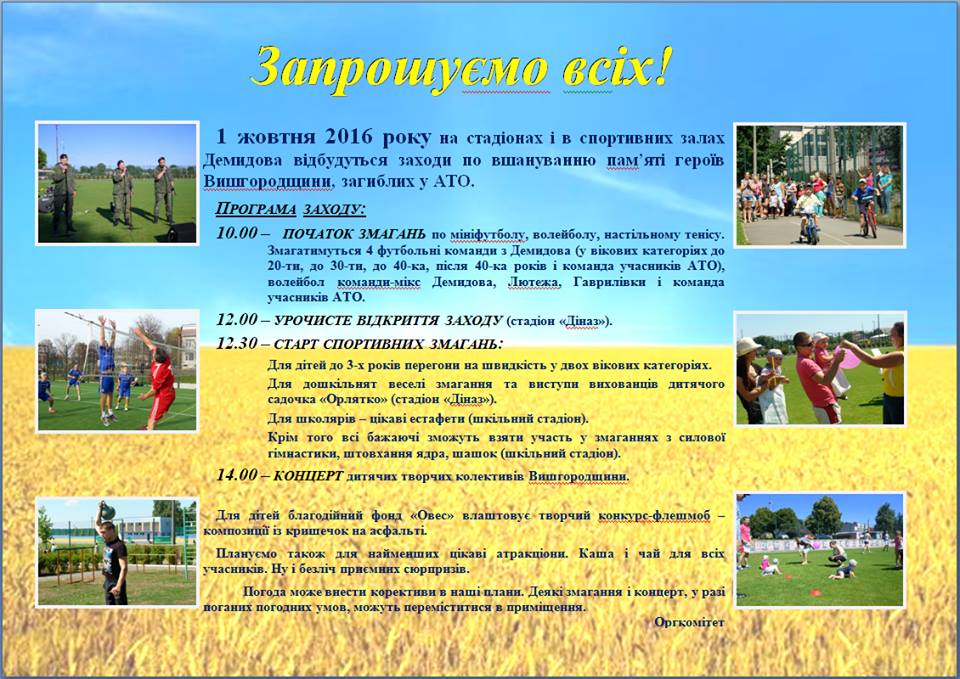 Запрошуємо всіх!
1 жовтня 2016 року на стадіонах і в спортивних залах
Демидова відбудуться заходи по вшануванню пам’яті героїв
Вишгородщини, загиблих у АТО.
ПРОГРАМА ЗАХОДУ:
10.00 – ПОЧАТОК ЗМАГАНЬ по мініфутболу, волейболу, настільному тенісу.
Змагатимуться 4 футбольні команди з Демидова (у вікових категоріях до
20-ти, до 30-ти, до 40-ка, після 40-ка років і команда учасників АТО),
волейбол команди-мікс Демидова, Лютежа, Гаврилівки і команда
учасників АТО.
12.00 – УРОЧИСТЕ ВІДКРИТТЯ ЗАХОДУ (стадіон «Діназ»).
12.30 – СТАРТ СПОРТИВНИХ ЗМАГАНЬ:
Для дітей до 3-х років перегони на швидкість у двох вікових категоріях.
Для дошкільнят веселі змагання та виступи вихованців дитячого
садочка «Орлятко» (стадіон «Діназ»).
Для школярів – цікаві естафети (шкільний стадіон).
Крім того всі бажаючі зможуть взяти участь у змаганнях з силової
гімнастики, штовхання ядра, шашок (шкільний стадіон).
14.00 – КОНЦЕРТ дитячих творчих колективів Вишгородщини.
Для дітей благодійний фонд «Овес» влаштовує творчий конкурс-флешмоб –
композиції із кришечок на асфальті.
Плануємо також для найменших цікаві атракціони. Каша і чай для всіх
учасників. Ну і безліч приємних сюрпризів.
Погода може внести корективи в наші плани. Деякі змагання і концерт, у разі
поганих погодних умов, можуть переміститися в приміщення.
Оргкомітет